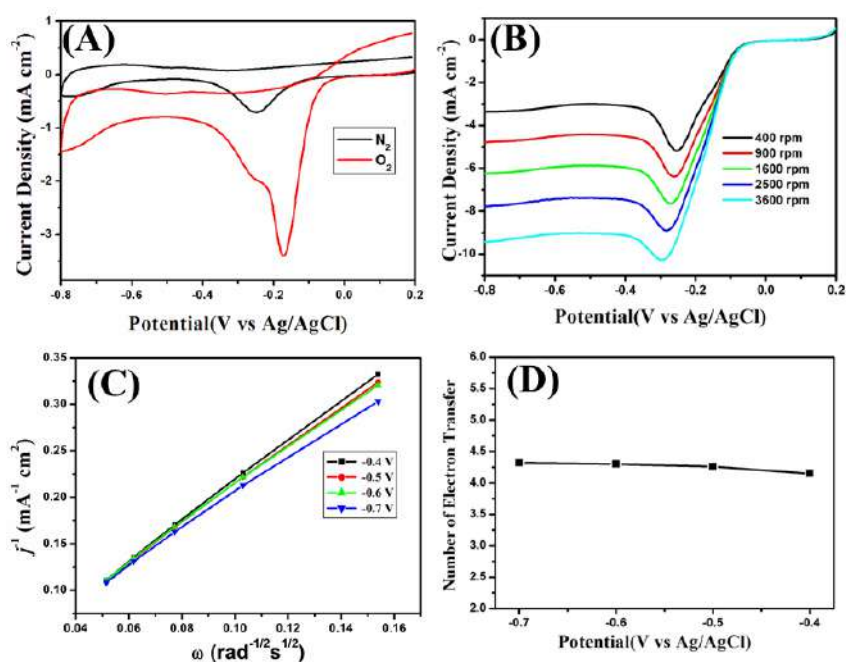 (A)
1
0
-1
-2
-3
-0.8
-0.6
-0.4
-0.2
0.0
0.2
Current Density (mA cm⁻²)
Potential(V vs Ag/AgCl)
N₂
O₂
(B)
0
-2
-4
-6
-8
-10
-0.8
-0.6
-0.4
-0.2
0.0
0.2
Current Density (mA cm⁻²)
Potential(V vs Ag/AgCl)
400 rpm
900 rpm
1600 rpm
2500 rpm
3600 rpm
(C)
0.35
0.30
0.25
0.20
0.15
0.10
0.04
0.06
0.08
0.10
0.12
0.14
0.16
j⁻¹ (mA⁻¹ cm²)
ω (rad⁻¹/²s¹/²)
-0.4 V
-0.5 V
-0.6 V
-0.7 V
(D)
6.0
5.5
5.0
4.5
4.0
3.5
3.0
2.5
2.0
-0.7
-0.6
-0.5
-0.4
Number of Electron Transfer
Potential(V vs Ag/AgCl)